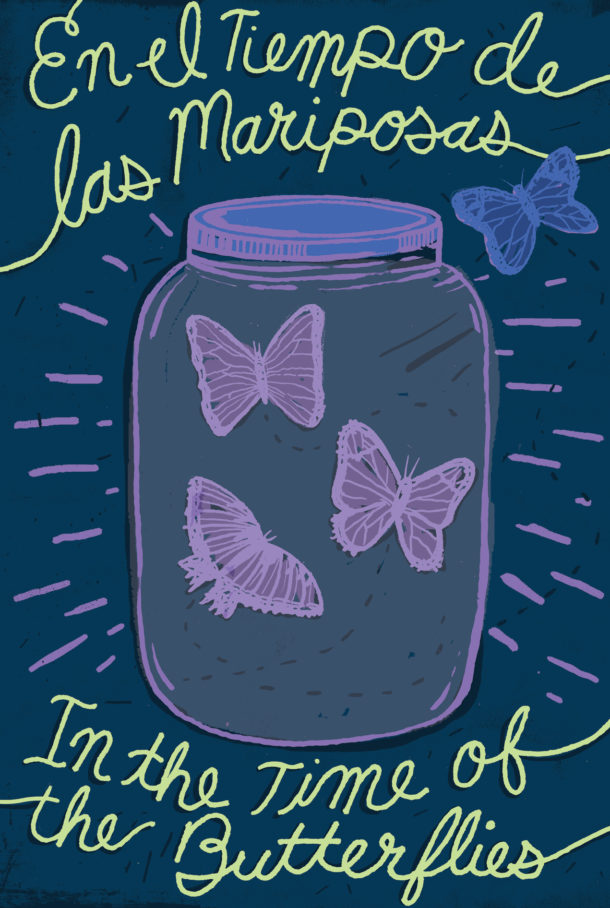 En el Tiempo de
las Mariposas
In the Time of
the Butterflies